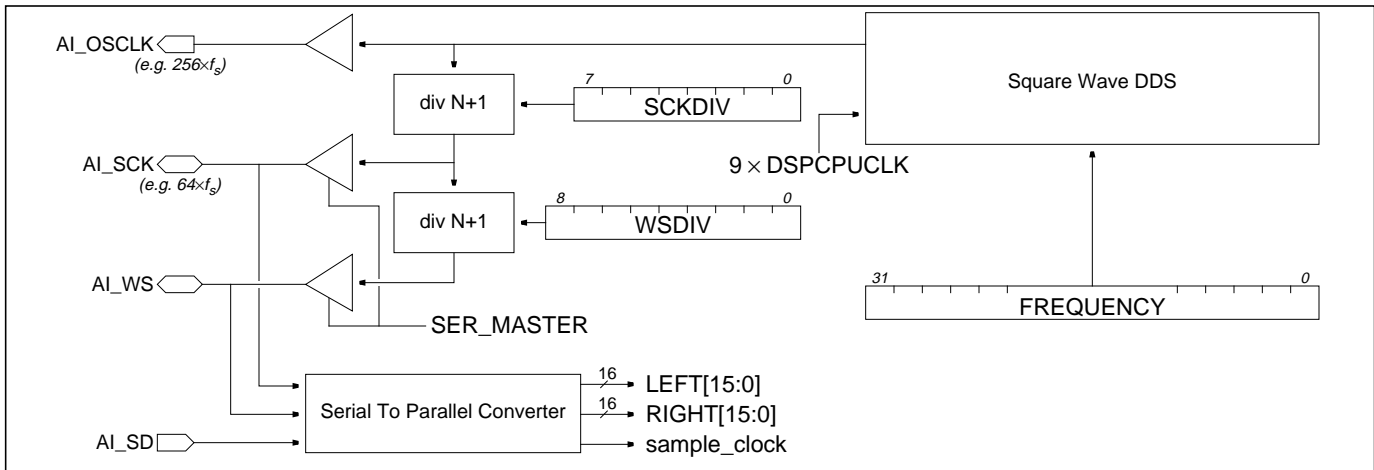 AI_OSCLK
(e.g. 256×fs)
Square Wave DDS
div N+1
7 0
SCKDIV
AI_SCK
(e.g. 64×fs)
9 × DSPCPUCLK
div N+1
8 0
WSDIV
AI_WS
31 0
FREQUENCY
SER_MASTER
Serial To Parallel Converter
16 LEFT[15:0]
16 RIGHT[15:0]
AI_SD
sample_clock